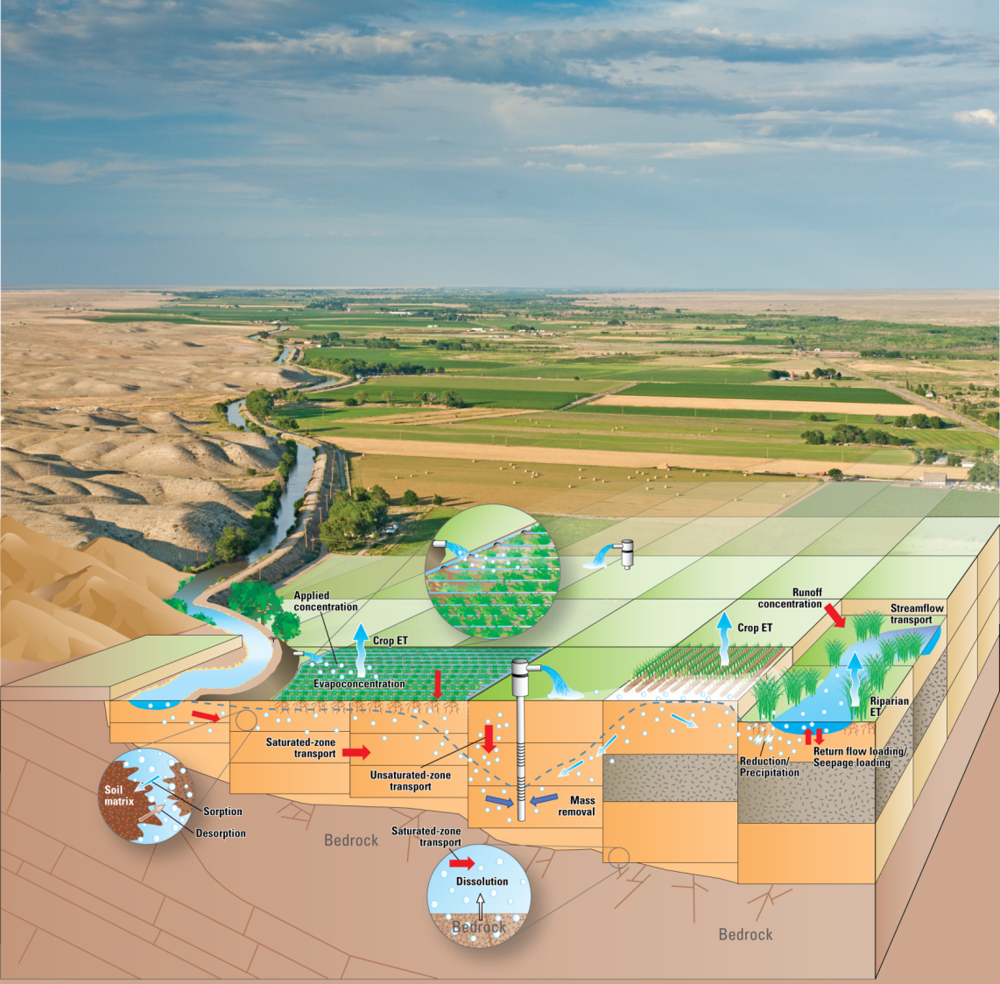 Applied
concentration
Crop ET
Evapoconcentration
Crop ET
Runoff
concentration
Streamflow
transport
Riparian
ET
Saturated-zone
transport
Unsaturated-zone
transport
Reduction/
Precipitation
Return flow loading/
Seepage loading
Soil
matrix
Sorption
Desorption
Mass
removal
Bedrock
Saturated-zone
transport
Dissolution
Bedrock
Bedrock